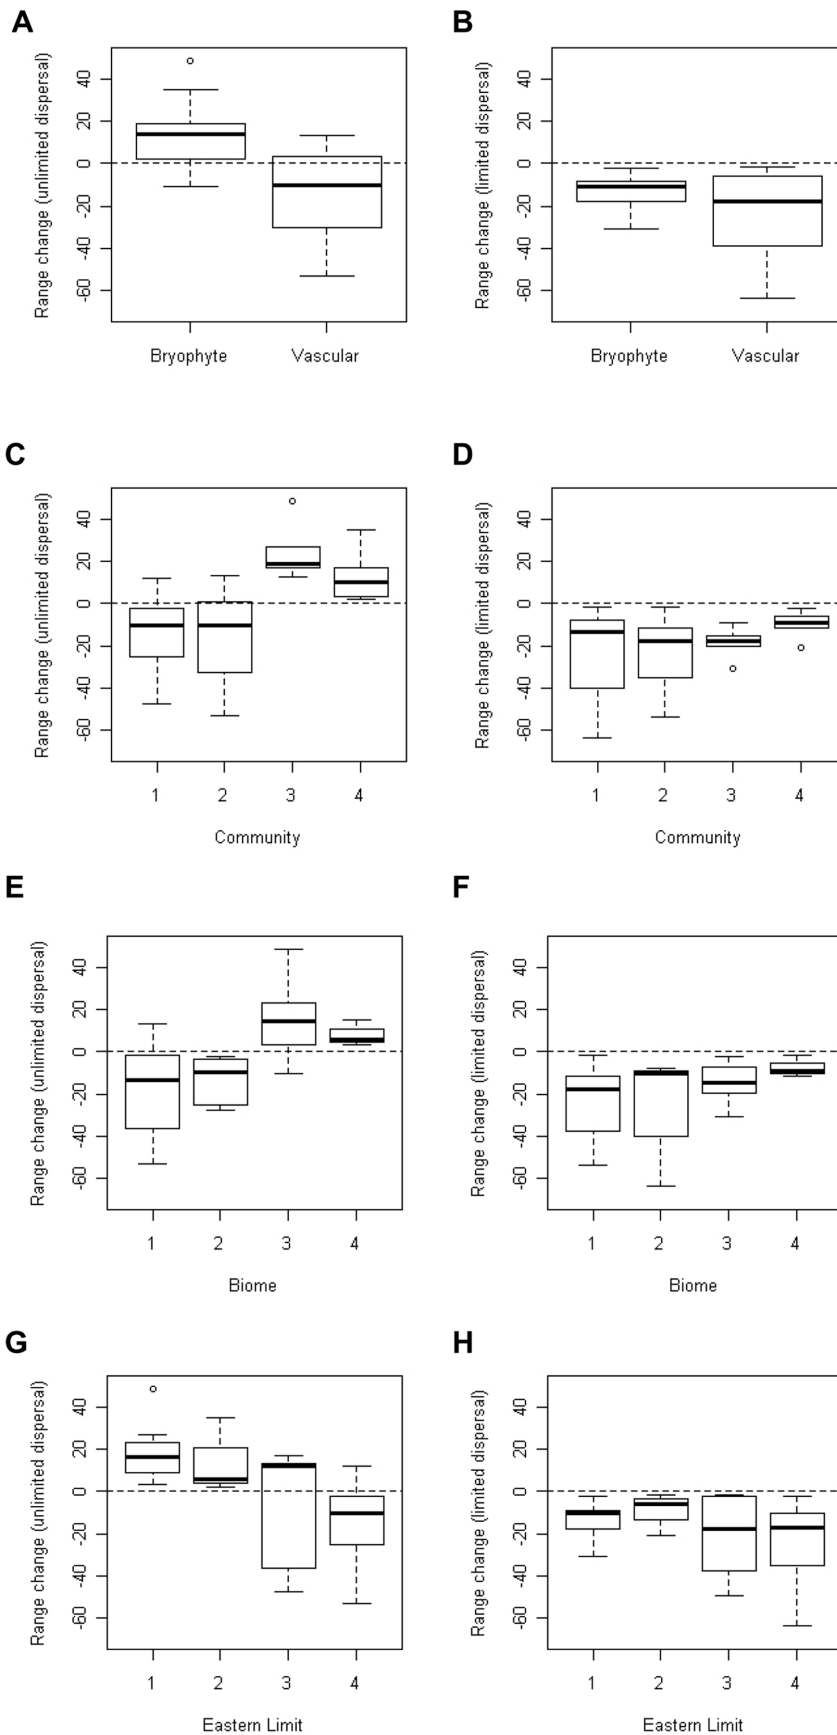 A
Range change (unlimited dispersal)
40
20
0
-20
-40
-60
Bryophyte Vascular
B
Range change (limited dispersal)
40
20
0
-20
-40
-60
Bryophyte Vascular
C
Range change (unlimited dispersal)
40
20
0
-20
-40
-60
1 2 3 4
Community
D
Range change (limited dispersal)
40
20
0
-20
-40
-60
1 2 3 4
Community
E
Range change (unlimited dispersal)
40
20
0
-20
-40
-60
1 2 3 4
Biome
F
Range change (limited dispersal)
40
20
0
-20
-40
-60
1 2 3 4
Biome
G
Range change (unlimited dispersal)
40
20
0
-20
-40
-60
1 2 3 4
Eastern Limit
H
Range change (limited dispersal)
40
20
0
-20
-40
-60
1 2 3 4
Eastern Limit